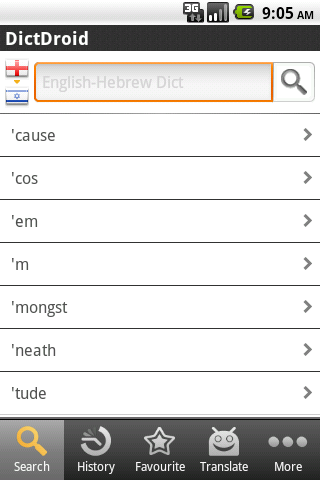 3G 9:05 AM
DictDroid
English-Hebrew Dict
'cause
'cos
'em
'm
'mongst
'neath
'tude
Search History Favourite Translate More